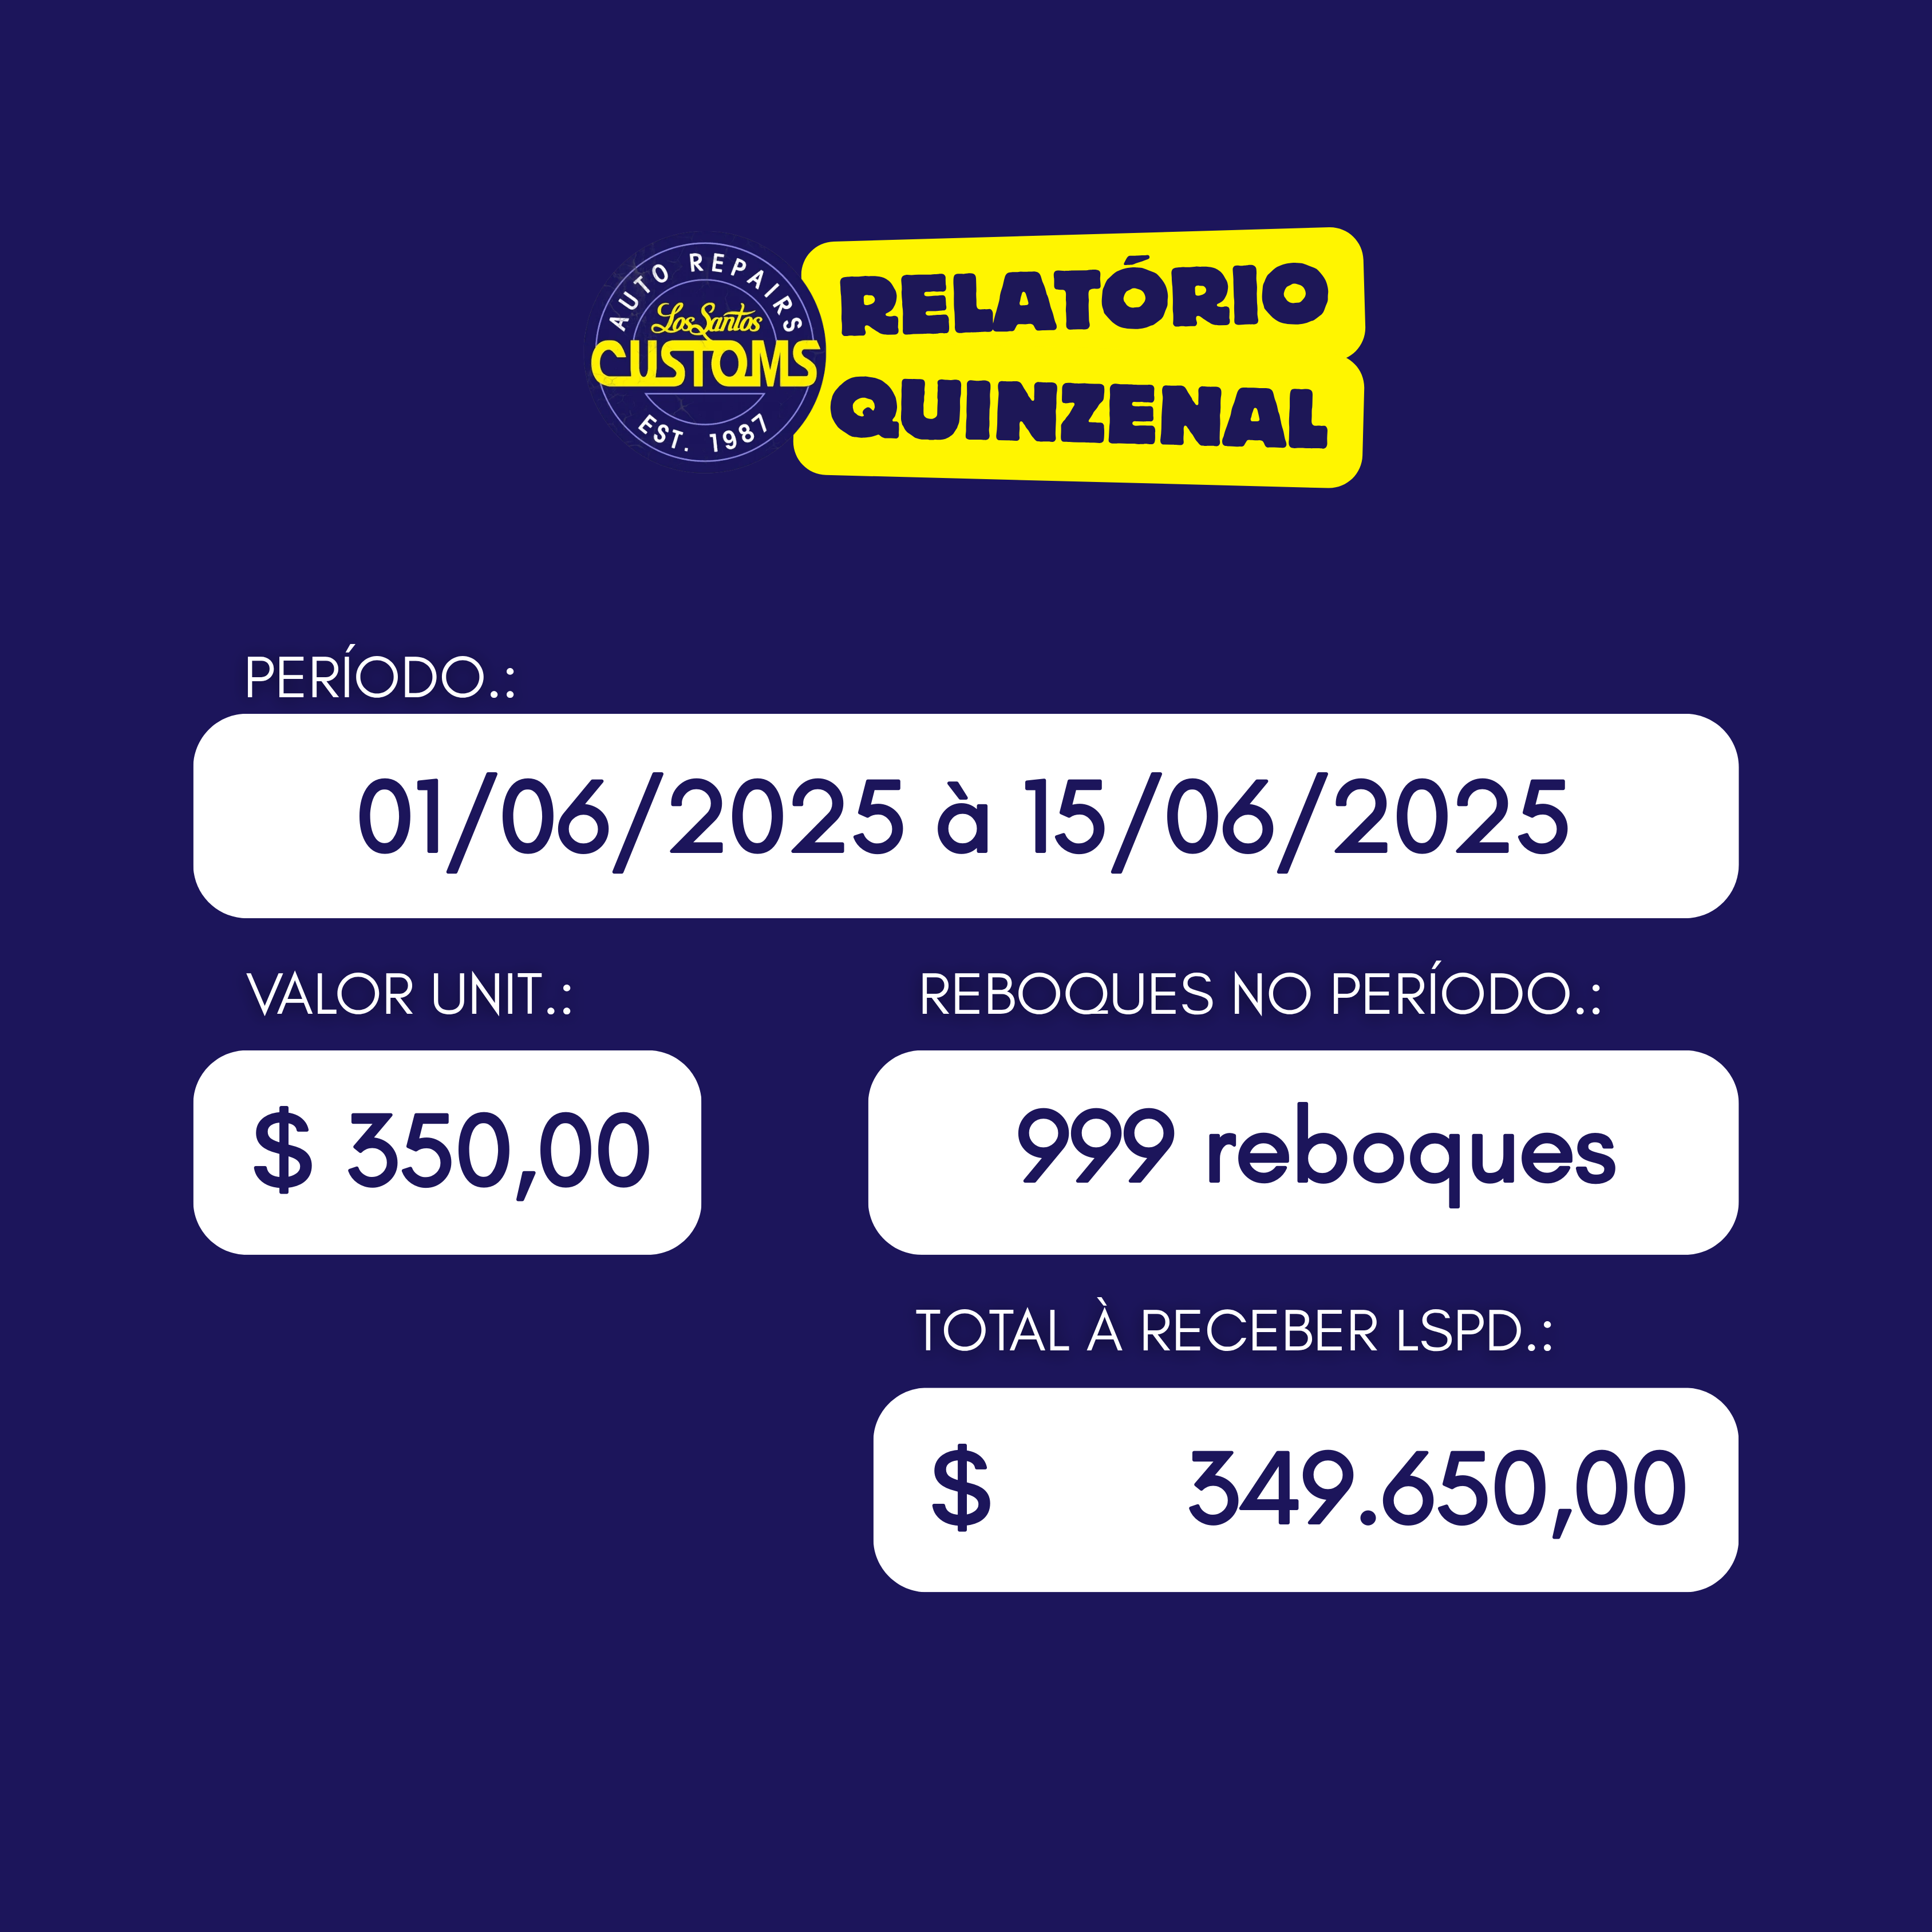 AUTO REPAIRS
Los Santos
CUSTOMS
EST. 1987
RELATÓRIO
QUINZENAL
PERÍODO.:
01/06/2025 à 15/06/2025
VALOR UNIT.:
REBOQUES NO PERÍODO.:
$ 350,00
999 reboques
TOTAL À RECEBER LSPD.:
$ 349.650,00